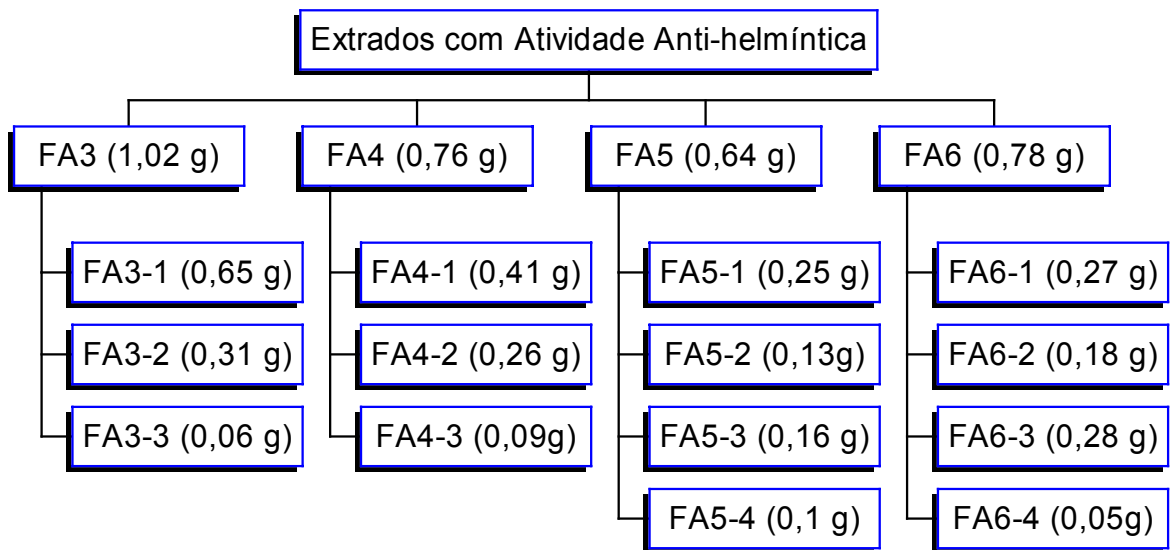 Extrados com Atividade Anti-helmíntica
FA3 (1,02 g)
FA4 (0,76 g)
FA5 (0,64 g)
FA6 (0,78 g)
FA3-1 (0,65 g)
FA4-1 (0,41 g)
FA5-1 (0,25 g)
FA6-1 (0,27 g)
FA3-2 (0,31 g)
FA4-2 (0,26 g)
FA5-2 (0,13g)
FA6-2 (0,18 g)
FA3-3 (0,06 g)
FA4-3 (0,09g)
FA5-3 (0,16 g)
FA6-3 (0,28 g)
FA5-4 (0,1 g)
FA6-4 (0,05g)